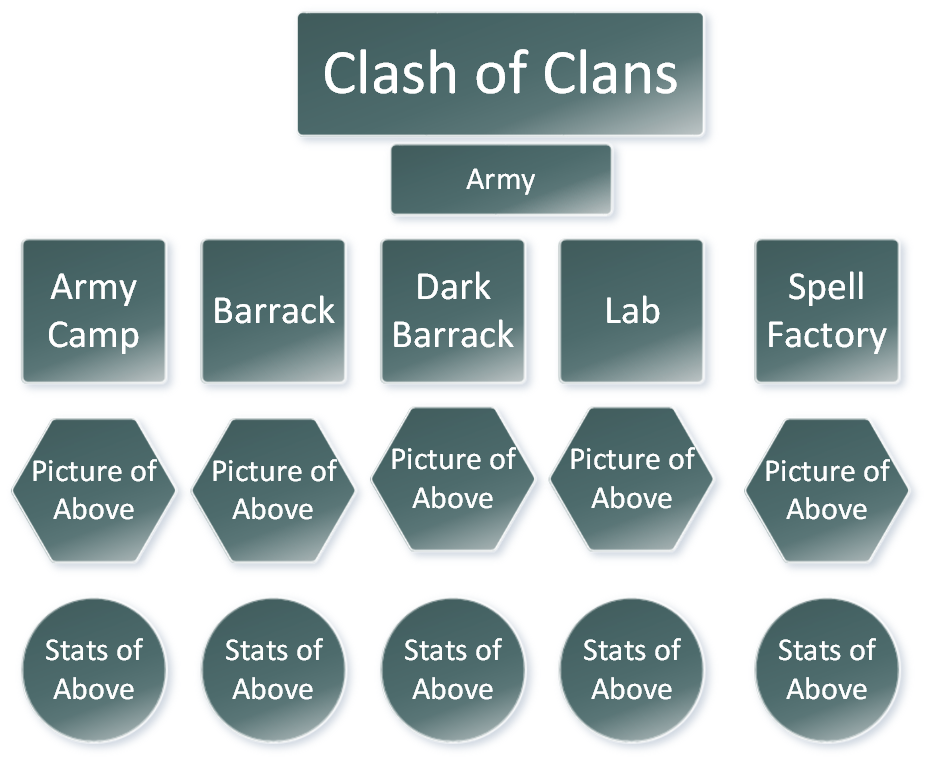 Clash of Clans
Army
Army
Camp
Barrack
Dark
Barrack
Lab
Spell
Factory
Picture of
Above
Picture of
Above
Picture of
Above
Picture of
Above
Picture of
Above
Stats of
Above
Stats of
Above
Stats of
Above
Stats of
Above
Stats of
Above